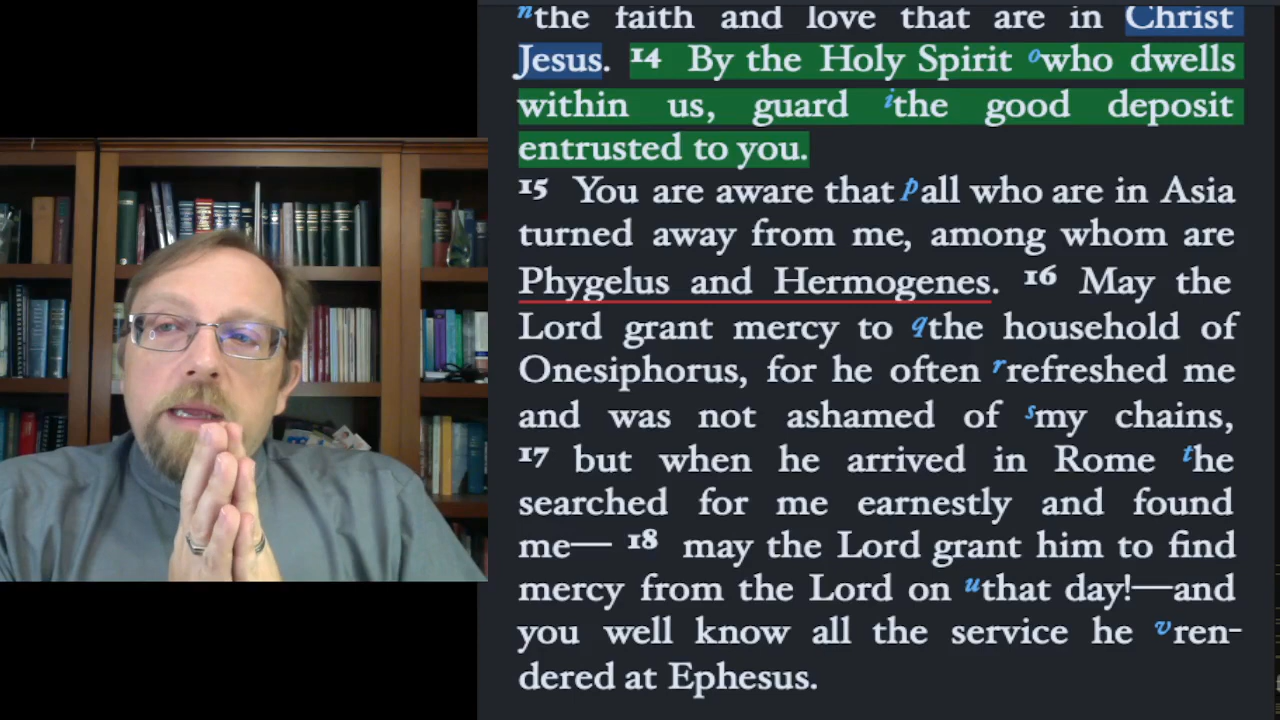 nthe faith and love that are in Christ
Jesus. 14 By the Holy Spirit owho dwells
within us, guard ithe good deposit
entrusted to you.
15 You are aware that pall who are in Asia
turned away from me, among whom are
Phygelus and Hermogenes. 16 May the
Lord grant mercy to qthe household of
Onesiphorus, for he often rrefreshed me
and was not ashamed of smy chains,
17 but when he arrived in Rome the
searched for me earnestly and found
me— 18 may the Lord grant him to find
mercy from the Lord on uthat day!—and
you well know all the service he vren-
dered at Ephesus.